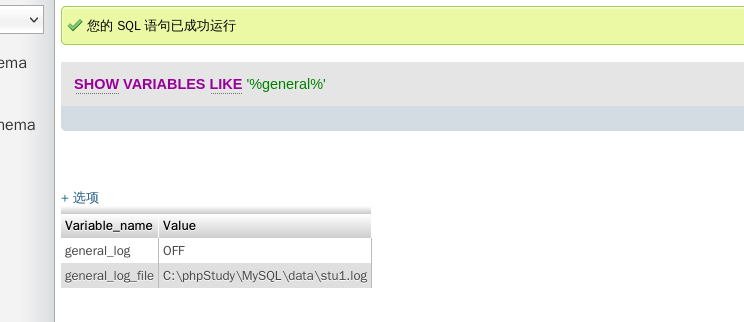 您的 SQL 语句已成功运行
ema
SHOW VARIABLES LIKE '%general%'
nema
+ 选项
Variable_name Value
general_log OFF
general_log_file C:\phpStudy\MySQL\data\stu1.log